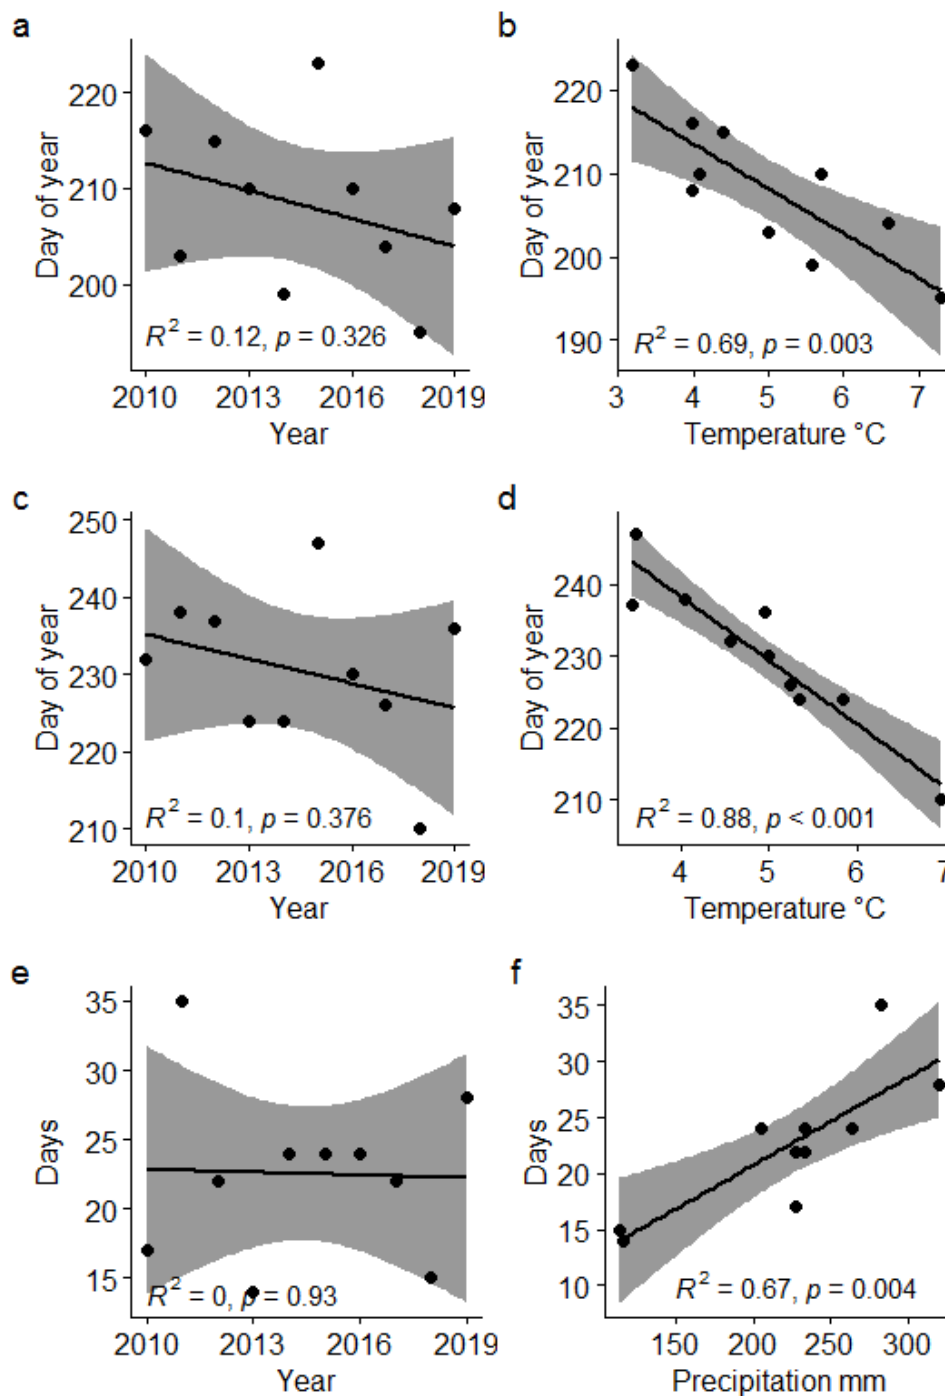 a
Day of year
220
210
200
R² = 0.12, p = 0.326
2010 2013 2016 2019
Year
b
Day of year
220
210
200
190
R² = 0.69, p = 0.003
3 4 5 6 7
Temperature °C
c
Day of year
250
240
230
220
210
R² = 0.1, p = 0.376
2010 2013 2016 2019
Year
d
Day of year
240
230
220
210
R² = 0.88, p < 0.001
4 5 6 7
Temperature °C
e
Days
35
30
25
20
15
R² = 0, p = 0.93
2010 2013 2016 2019
Year
f
Days
35
30
25
20
15
10
R² = 0.67, p = 0.004
150 200 250 300
Precipitation mm